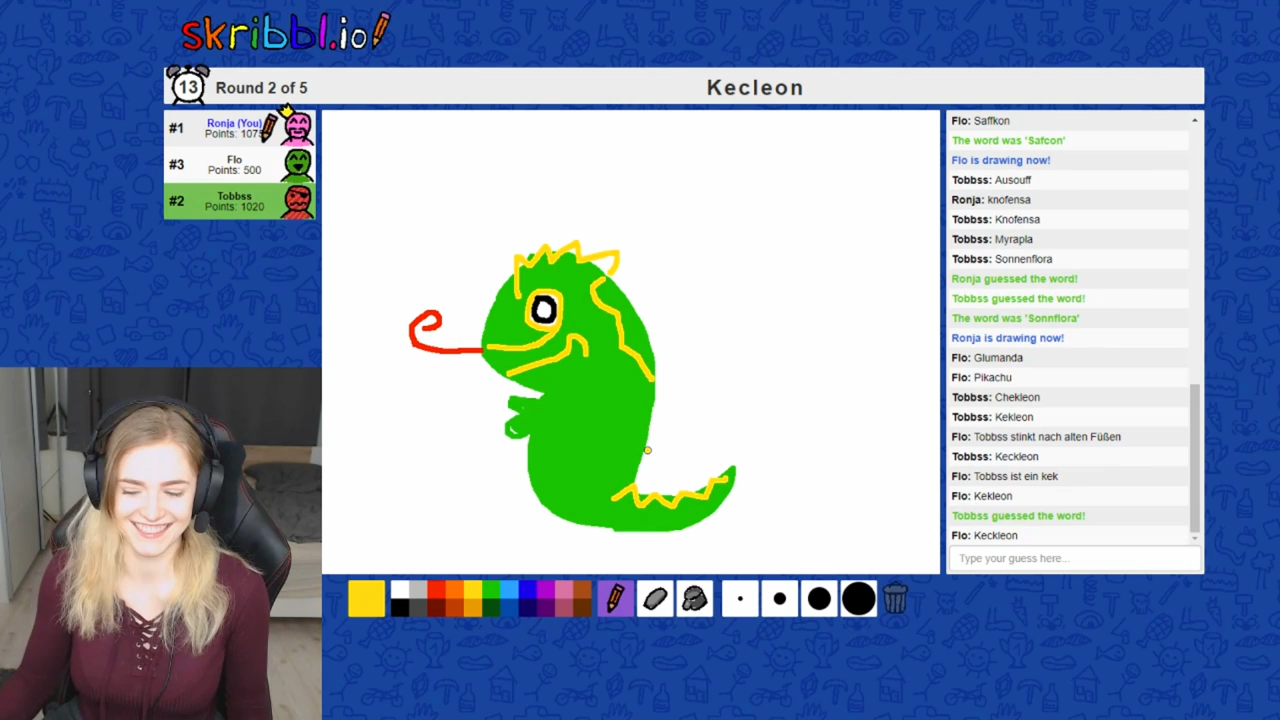 skribbl.io
13
Round 2 of 5
Kecleon
#1
Ronja (You)
Points: 1075
#3
Flo
Points: 500
#2
Tobbss
Points: 1020
Flo: Saffkon
The word was 'Safcon'
Flo is drawing now!
Tobbss: Ausouff
Ronja: knofensa
Tobbss: Knofensa
Tobbss: Myrapla
Tobbss: Sonnenflora
Ronja guessed the word!
Tobbss guessed the word!
The word was 'Sonnflora'
Ronja is drawing now!
Flo: Glumanda
Flo: Pikachu
Tobbss: Chekleon
Tobbss: Kekleon
Flo: Tobbss stinkt nach alten Füßen
Tobbss: Keckleon
Flo: Tobbss ist ein kek
Flo: Kekleon
Tobbss guessed the word!
Flo: Keckleon
Type your guess here...